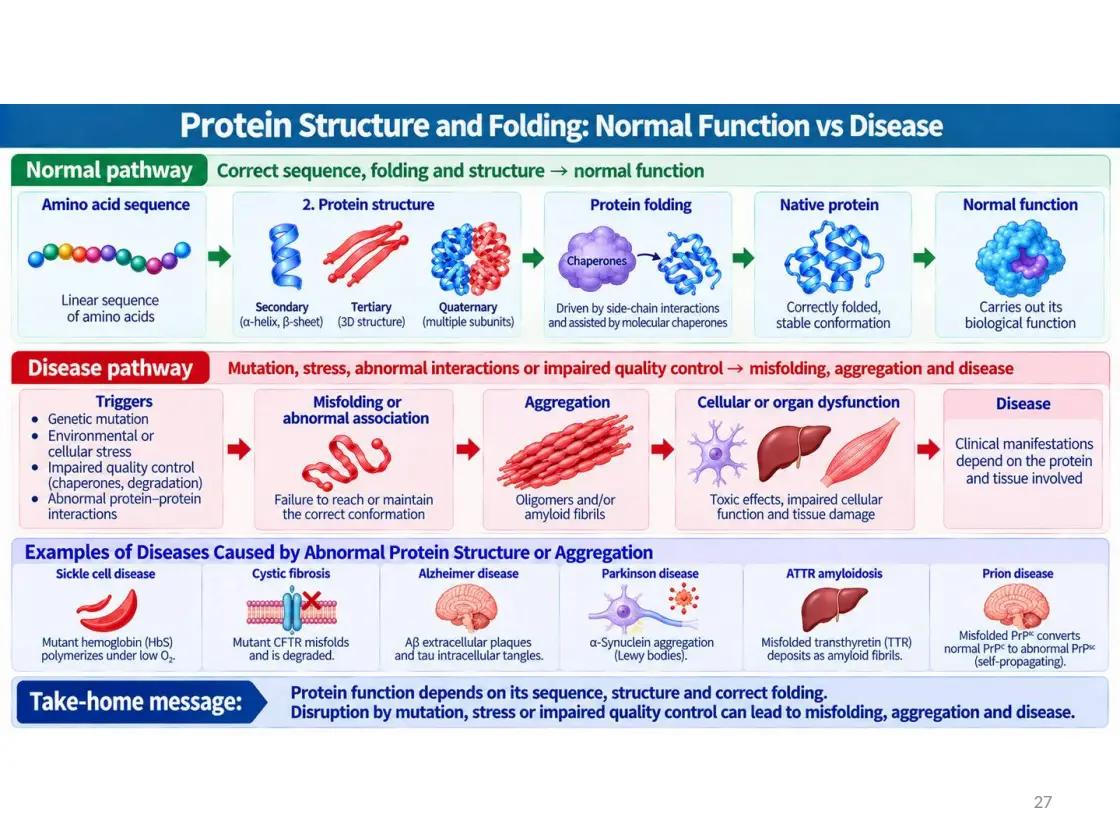 Protein Structure and Folding: Normal Function vs Disease
Normal pathway
Correct sequence, folding and structure → normal function
Amino acid sequence
Linear sequence
of amino acids
2. Protein structure
Secondary
(α-helix, β-sheet)
Tertiary
(3D structure)
Quaternary
(multiple subunits)
Protein folding
Chaperones
Driven by side-chain interactions
and assisted by molecular chaperones
Native protein
Correctly folded,
stable conformation
Normal function
Carries out its
biological function
Disease pathway
Mutation, stress, abnormal interactions or impaired quality control → misfolding, aggregation and disease
Triggers
• Genetic mutation
• Environmental or
cellular stress
• Impaired quality control
(chaperones, degradation)
• Abnormal protein–protein
interactions
Misfolding or
abnormal association
Failure to reach or maintain
the correct conformation
Aggregation
Oligomers and/or
amyloid fibrils
Cellular or organ dysfunction
Toxic effects, impaired cellular
function and tissue damage
Disease
Clinical manifestations
depend on the protein
and tissue involved
Examples of Diseases Caused by Abnormal Protein Structure or Aggregation
Sickle cell disease
Mutant hemoglobin (HbS)
polymerizes under low O₂.
Cystic fibrosis
Mutant CFTR misfolds
and is degraded.
Alzheimer disease
Aβ extracellular plaques
and tau intracellular tangles.
Parkinson disease
α-Synuclein aggregation
(Lewy bodies).
ATTR amyloidosis
Misfolded transthyretin (TTR)
deposits as amyloid fibrils.
Prion disease
Misfolded PrPˢᶜ converts
normal PrPᶜ to abnormal PrPˢᶜ
(self-propagating).
Take-home message:
Protein function depends on its sequence, structure and correct folding.
Disruption by mutation, stress or impaired quality control can lead to misfolding, aggregation and disease.
27